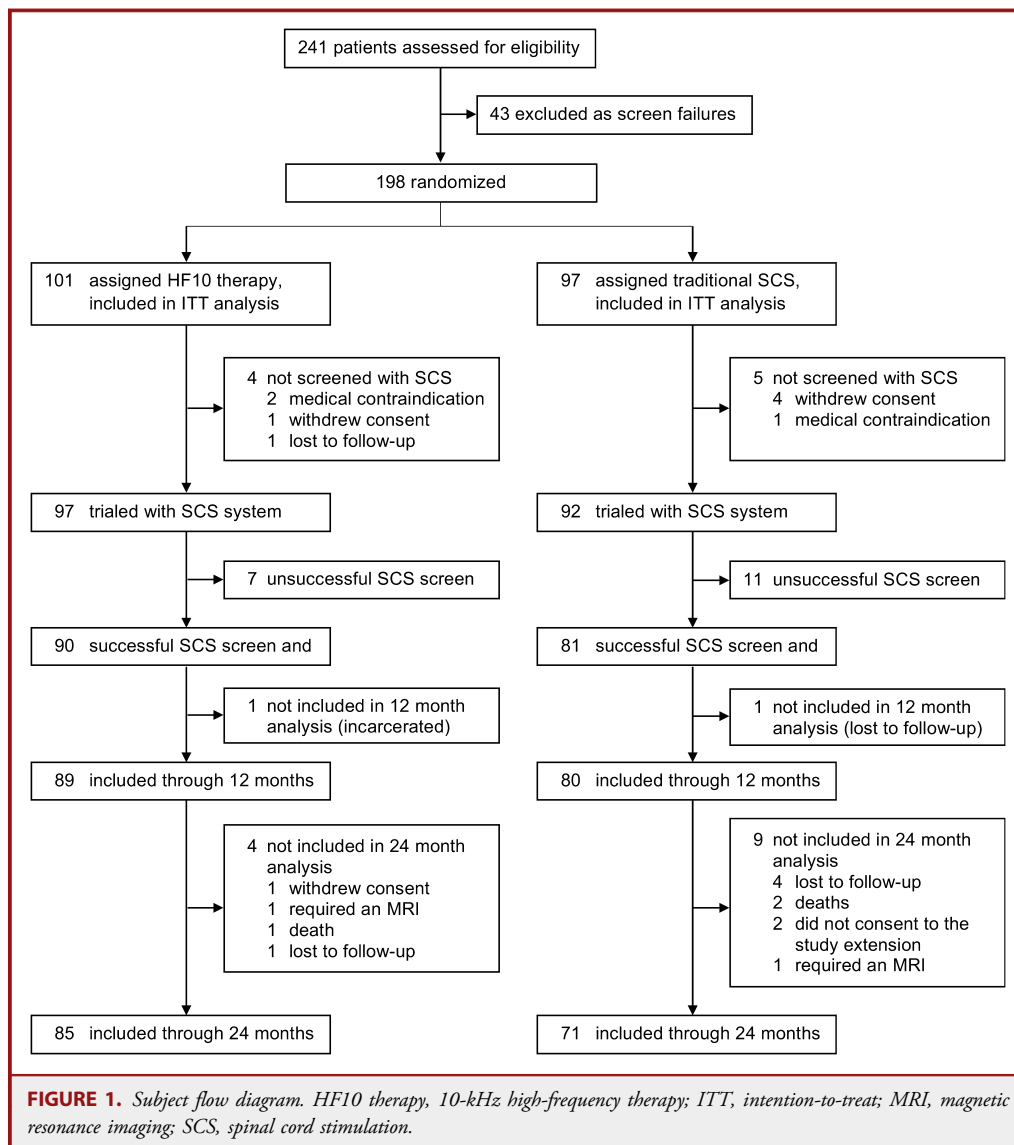 241 patients assessed for eligibility
43 excluded as screen failures
198 randomized
101 assigned HF10 therapy,
included in ITT analysis
97 assigned traditional SCS,
included in ITT analysis
4 not screened with SCS
2 medical contraindication
1 withdrew consent
1 lost to follow-up
5 not screened with SCS
4 withdrew consent
1 medical contraindication
97 trialed with SCS system
92 trialed with SCS system
7 unsuccessful SCS screen
11 unsuccessful SCS screen
90 successful SCS screen and
81 successful SCS screen and
1 not included in 12 month
analysis (incarcerated)
1 not included in 12 month
analysis (lost to follow-up)
89 included through 12 months
80 included through 12 months
4 not included in 24 month
analysis
1 withdrew consent
1 required an MRI
1 death
1 lost to follow-up
9 not included in 24 month
analysis
4 lost to follow-up
2 deaths
2 did not consent to the
study extension
1 required an MRI
85 included through 24 months
71 included through 24 months
FIGURE 1. Subject flow diagram. HF10 therapy, 10-kHz high-frequency therapy; ITT, intention-to-treat; MRI, magnetic
resonance imaging; SCS, spinal cord stimulation.